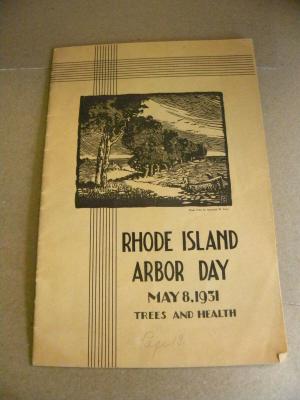 RHODE ISLAND
ARBOR DAY
MAY 8, 1931
TREES AND HEALTH